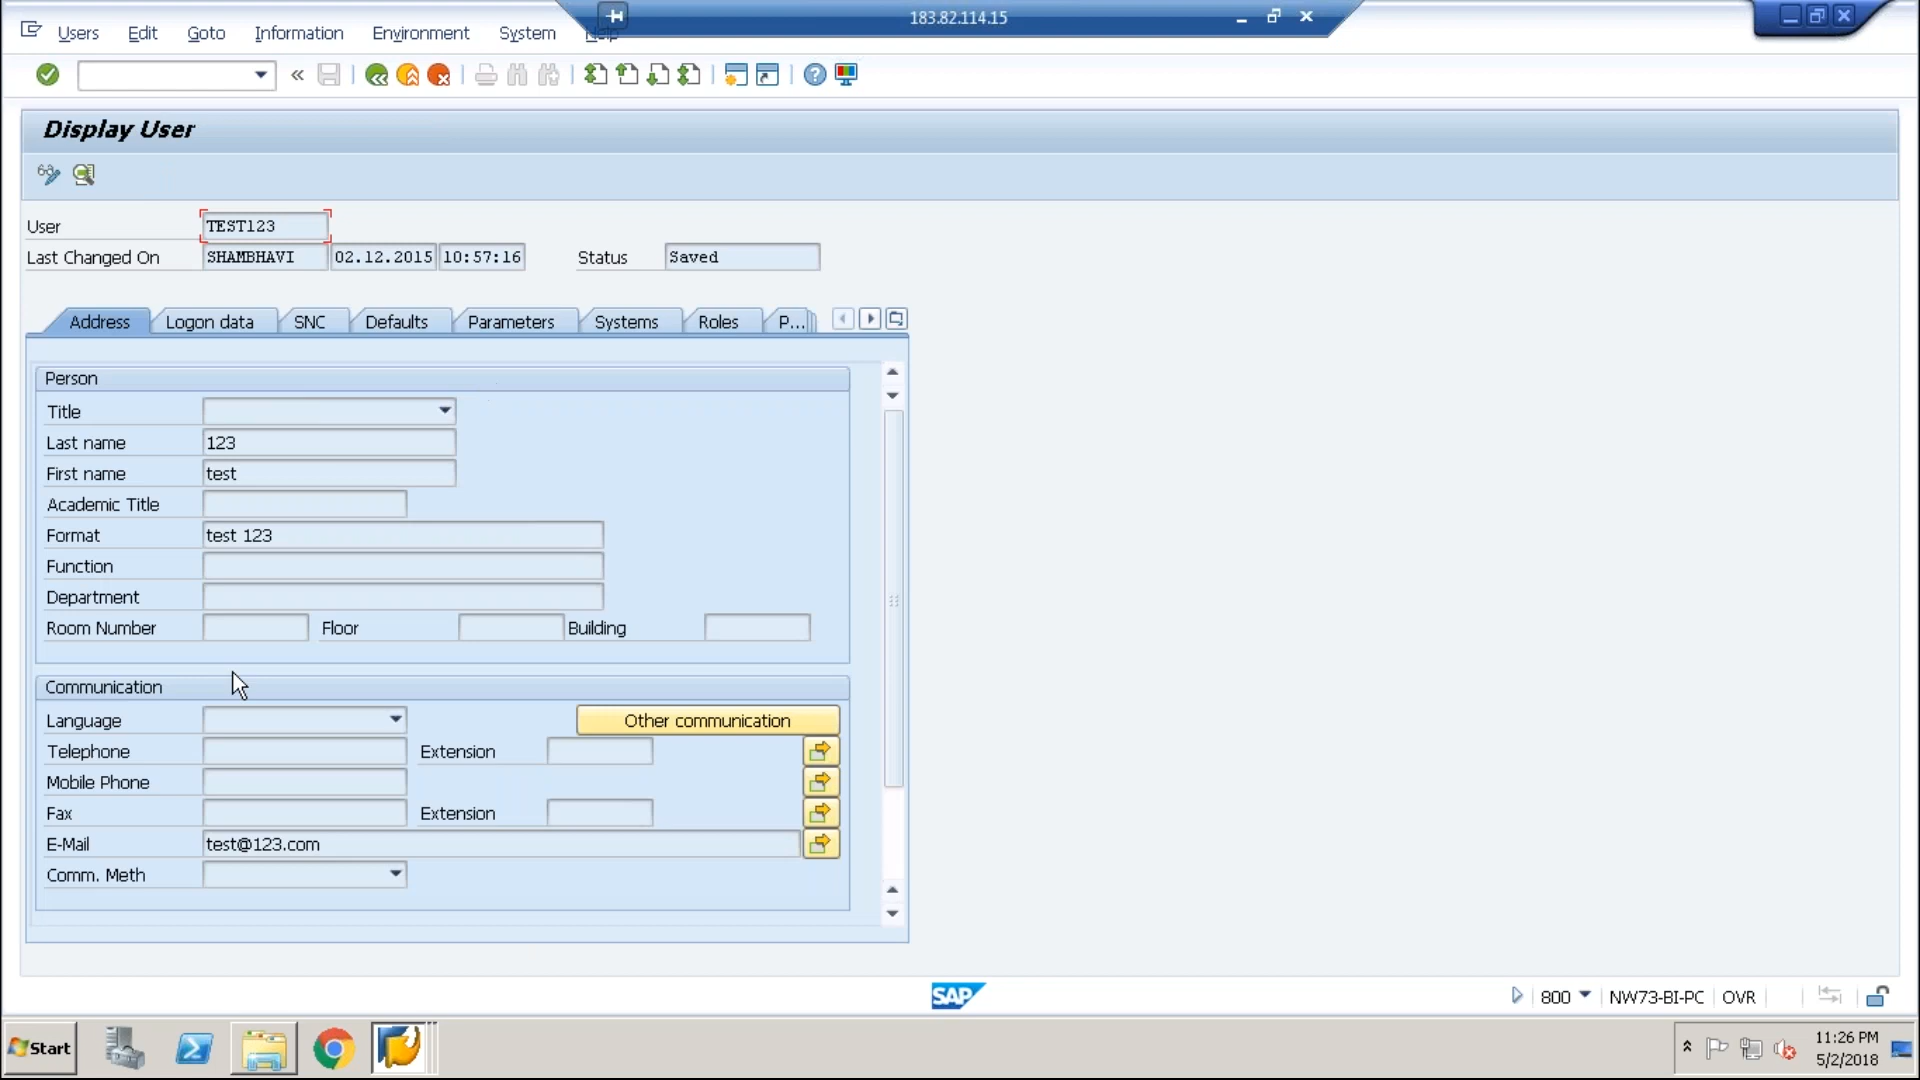 183.82.114.15
Users Edit Goto Information Environment System Help
Display User
User TEST123
Last Changed On SHAMBHAVI 02.12.2015 10:57:16 Status Saved
Address Logon data SNC Defaults Parameters Systems Roles P...
Person
Title
Last name 123
First name test
Academic Title
Format test 123
Function
Department
Room Number Floor Building
Communication
Language Other communication
Telephone Extension
Mobile Phone
Fax Extension
E-Mail test@123.com
Comm. Meth
SAP 800 NW73-BI-PC OVR
Start 11:26 PM
5/2/2018